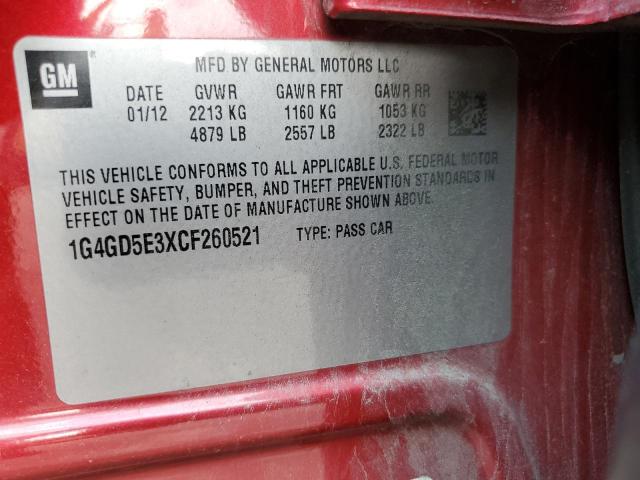 GM
MFD BY GENERAL MOTORS LLC
DATE GVWR GAWR FRT GAWR RR
01/12 2213 KG 1160 KG 1053 KG
4879 LB 2557 LB 2322 LB
THIS VEHICLE CONFORMS TO ALL APPLICABLE U.S. FEDERAL MOTOR
VEHICLE SAFETY, BUMPER, AND THEFT PREVENTION STANDARDS IN
EFFECT ON THE DATE OF MANUFACTURE SHOWN ABOVE.
1G4GD5E3XCF260521 TYPE: PASS CAR